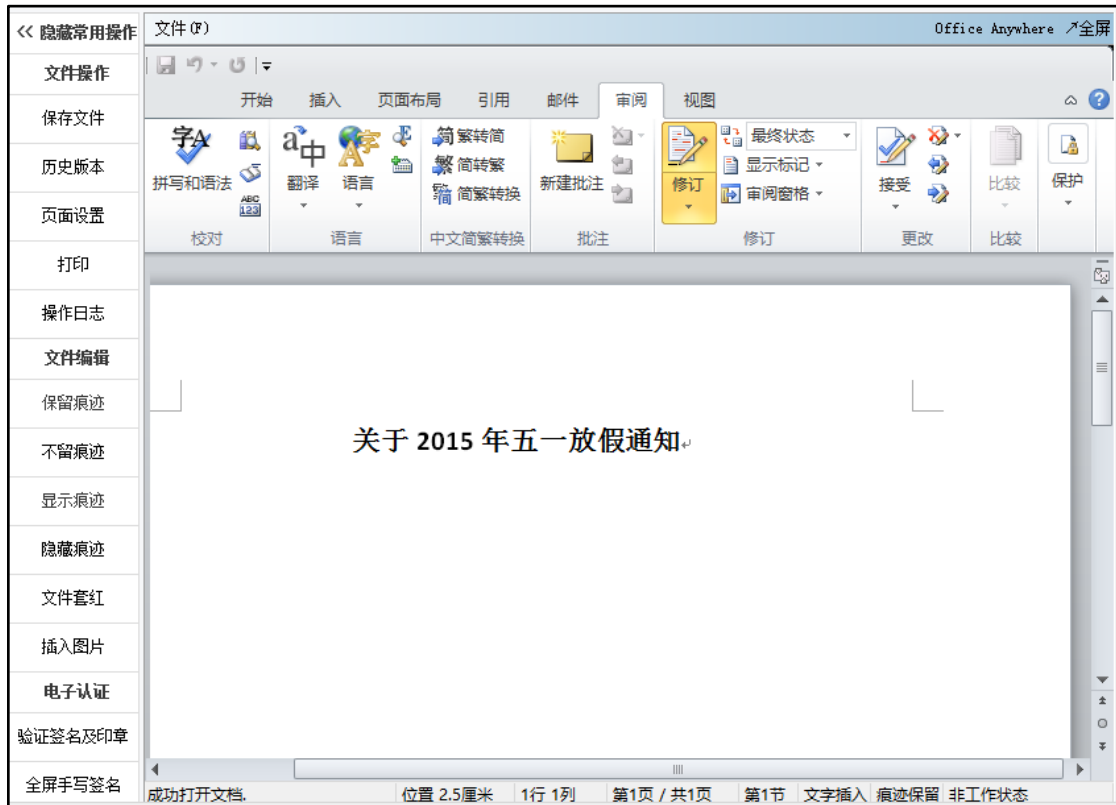 << 隐藏常用操作
文件操作
保存文件
历史版本
页面设置
打印
操作日志
文件编辑
保留痕迹
不留痕迹
显示痕迹
隐藏痕迹
文件套红
插入图片
电子认证
验证签名及印章
全屏手写签名
文件(F)
Office Anywhere ↗全屏
开始 插入 页面布局 引用 邮件 审阅 视图
字A
拼写和语法
ABC
123
校对
a中
翻译
字
语言
语言
简 繁转简
繁 简转繁
简繁转换
中文简繁转换
新建批注
批注
修订
最终状态
显示标记
审阅窗格
修订
接受
更改
比较
比较
保护
关于 2015 年五一放假通知
成功打开文档. 位置 2.5厘米 1行 1列 第1页 / 共1页 第1节 文字插入 痕迹保留 非工作状态